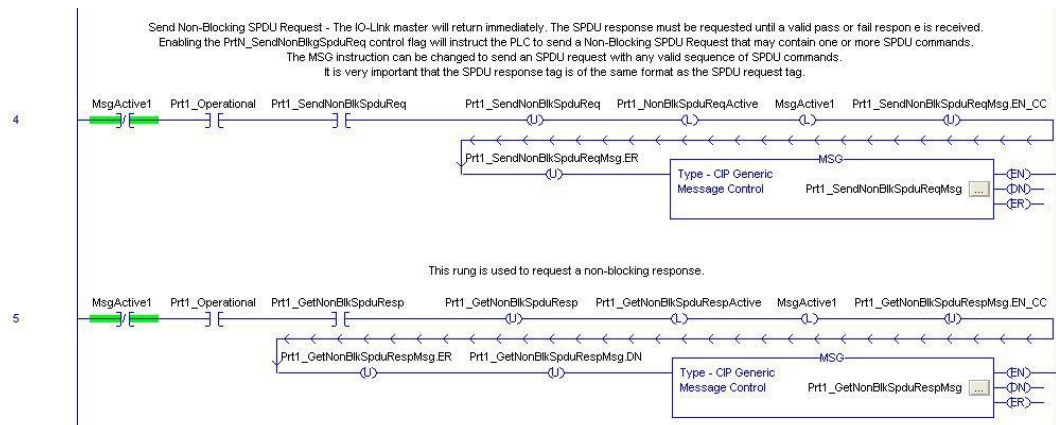 Send Non-Blocking SPDU Request - The IO-LInk master will return immediately. The SPDU response must be requested until a valid pass or fail respon e is received.
Enabling the PrtN_SendNonBlkgSpduReq control flag will instruct the PLC to send a Non-Blocking SPDU Request that may contain one or more SPDU commands.
The MSG instruction can be changed to send an SPDU request with any valid sequence of SPDU commands.
It is very important that the SPDU response tag is of the same format as the SPDU request tag.
MsgActive1 Prt1_Operational Prt1_SendNonBlkSpduReq Prt1_SendNonBlkSpduReq Prt1_NonBlkSpduReqActive MsgActive1 Prt1_SendNonBlkSpduReqMsg.EN_CC
4 U L L U
Prt1_SendNonBlkSpduReqMsg.ER MSG
U Type - CIP Generic EN
Message Control Prt1_SendNonBlkSpduReqMsg ... DN
ER
This rung is used to request a non-blocking response.
MsgActive1 Prt1_Operational Prt1_GetNonBlkSpduResp Prt1_GetNonBlkSpduResp Prt1_GetNonBlkSpduRespActive MsgActive1 Prt1_GetNonBlkSpduRespMsg.EN_CC
5 U L L U
Prt1_GetNonBlkSpduRespMsg.ER Prt1_GetNonBlkSpduRespMsg.DN MSG
U U Type - CIP Generic EN
Message Control Prt1_GetNonBlkSpduRespMsg ... DN
ER